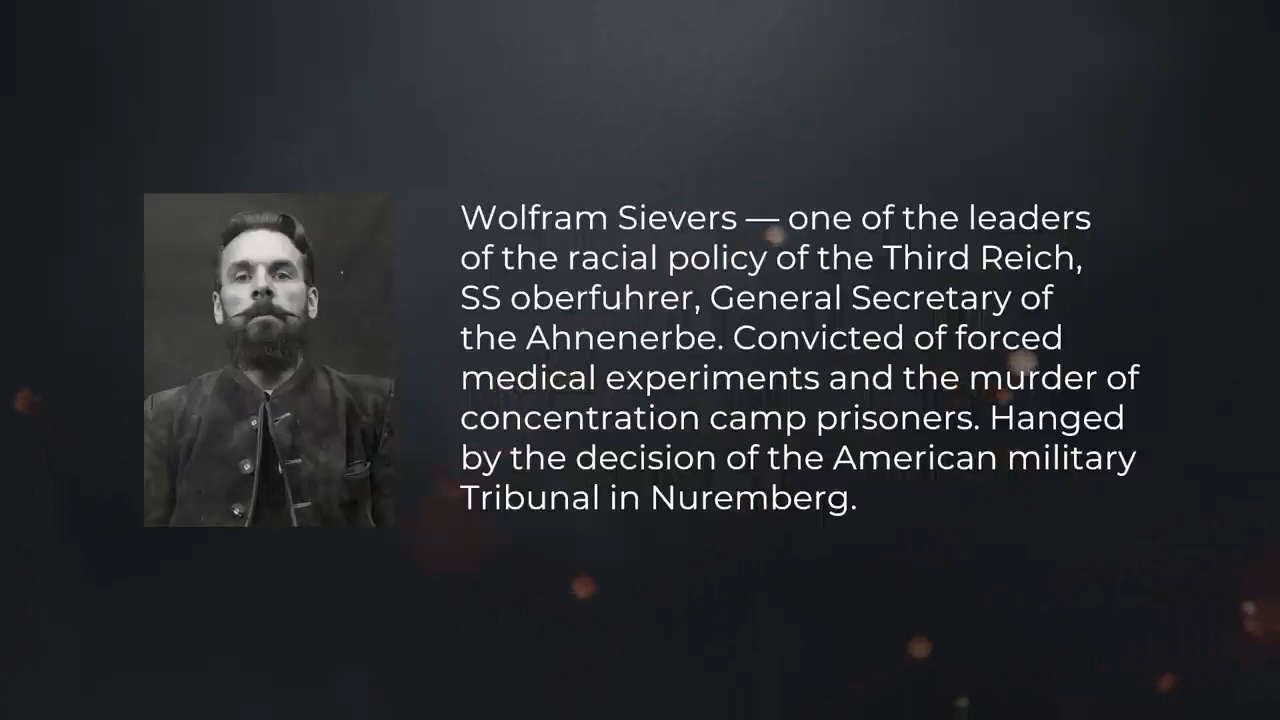 Wolfram Sievers — one of the leaders
of the racial policy of the Third Reich,
SS oberfuhrer, General Secretary of
the Ahnenerbe. Convicted of forced
medical experiments and the murder of
concentration camp prisoners. Hanged
by the decision of the American military
Tribunal in Nuremberg.